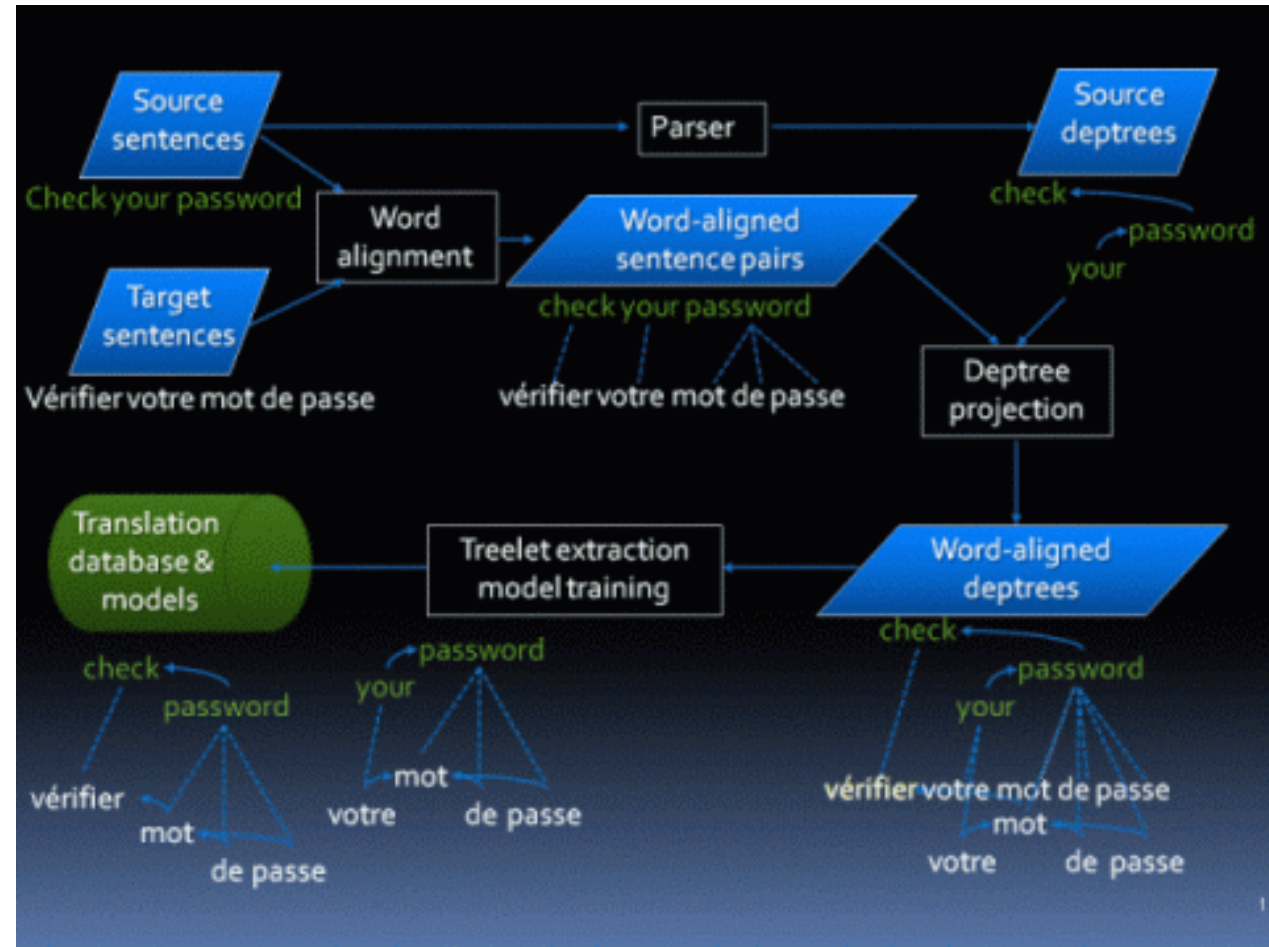 Source
sentences
Parser
Source
deptrees
Check your password
Word
alignment
Word-aligned
sentence pairs
check
password
your
Target
sentences
check your password
Vérifier votre mot de passe
vérifier votre mot de passe
Deptree
projection
Translation
database &
models
Treelet extraction
model training
Word-aligned
deptrees
check
password
vérifier
mot
de passe
password
your
mot
votre
de passe
check
password
your
vérifier votre mot de passe
mot
votre
de passe
1